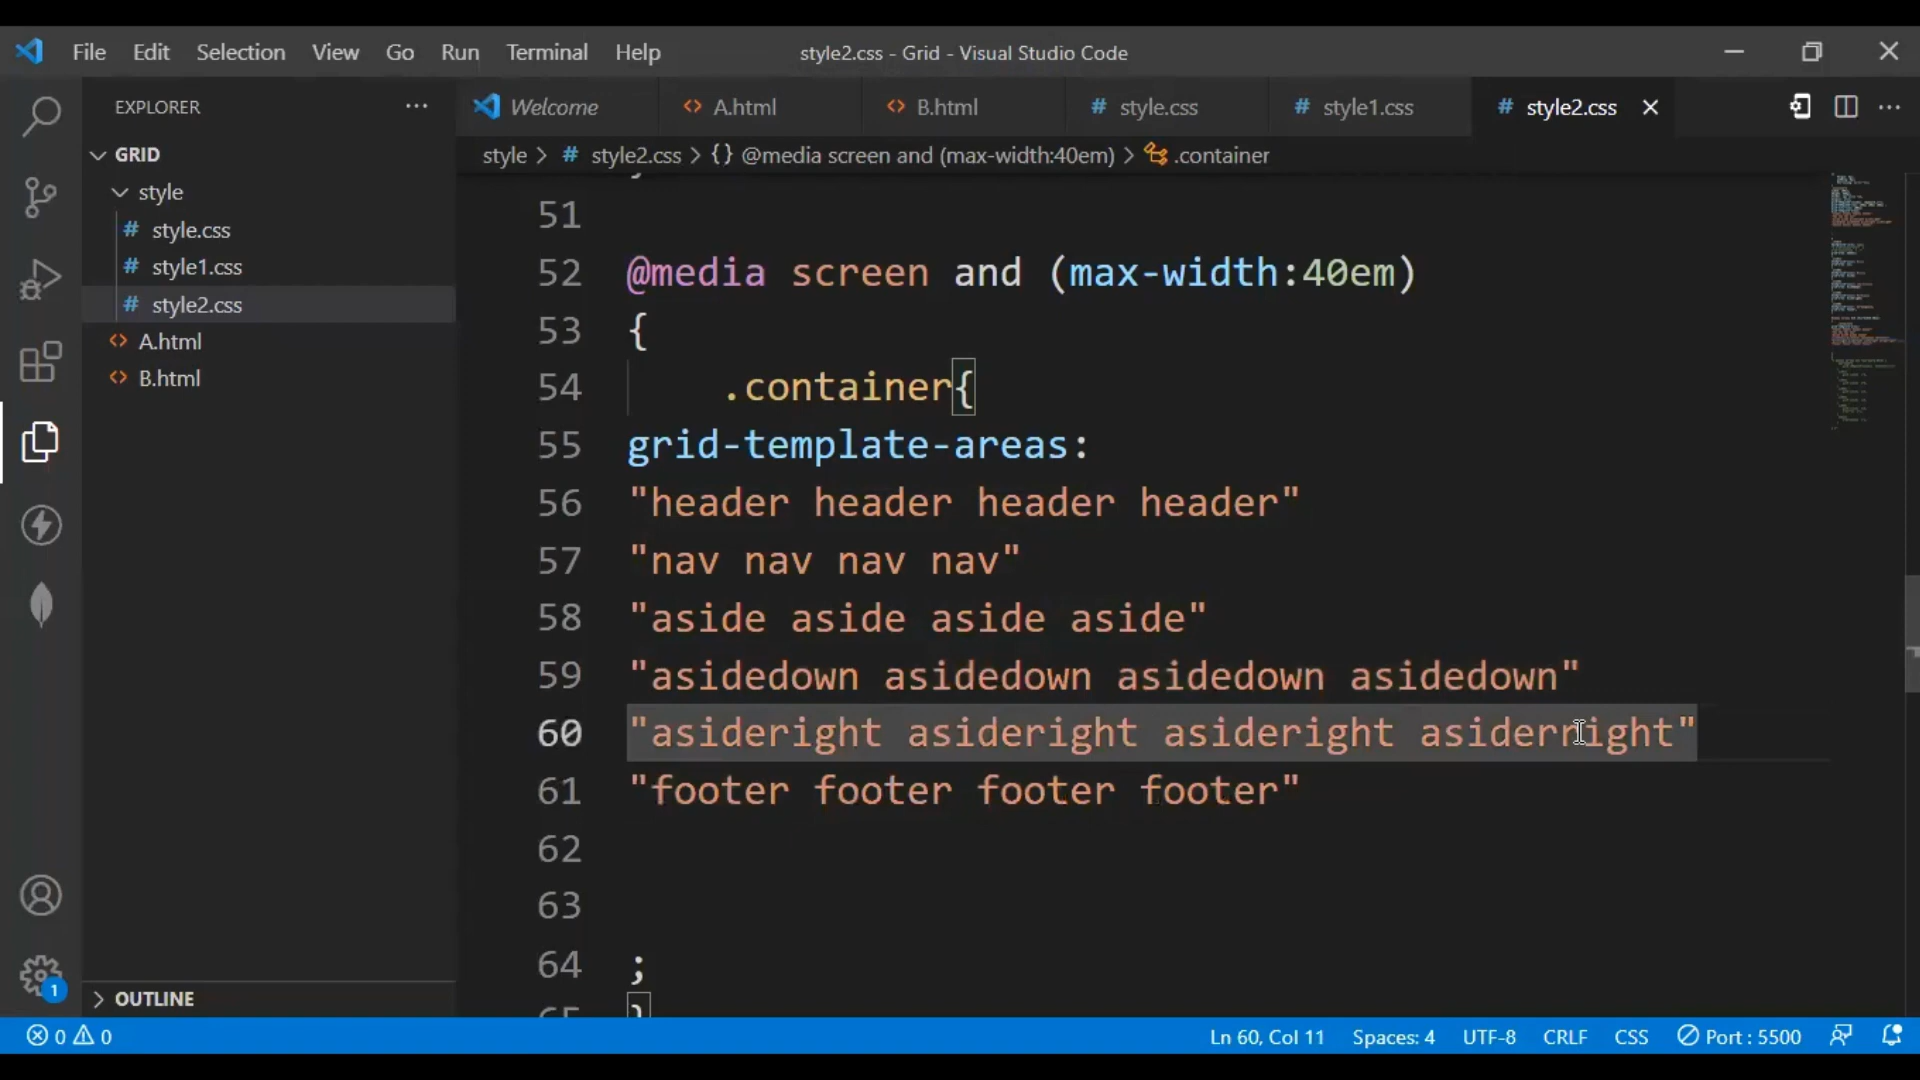 File Edit Selection View Go Run Terminal Help style2.css - Grid - Visual Studio Code
EXPLORER
Welcome A.html B.html style.css style1.css style2.css
style > style2.css > {} @media screen and (max-width:40em) > .container
GRID
style
style.css
style1.css
style2.css
A.html
B.html
OUTLINE
51
52 @media screen and (max-width:40em)
53 {
54 .container{
55 grid-template-areas:
56 "header header header header"
57 "nav nav nav nav"
58 "aside aside aside aside"
59 "asidedown asidedown asidedown asidedown"
60 "asideright asideright asideright asiderright"
61 "footer footer footer footer"
62
63
64 ;
65 }
1
0 0 Ln 60, Col 11 Spaces: 4 UTF-8 CRLF CSS Port : 5500